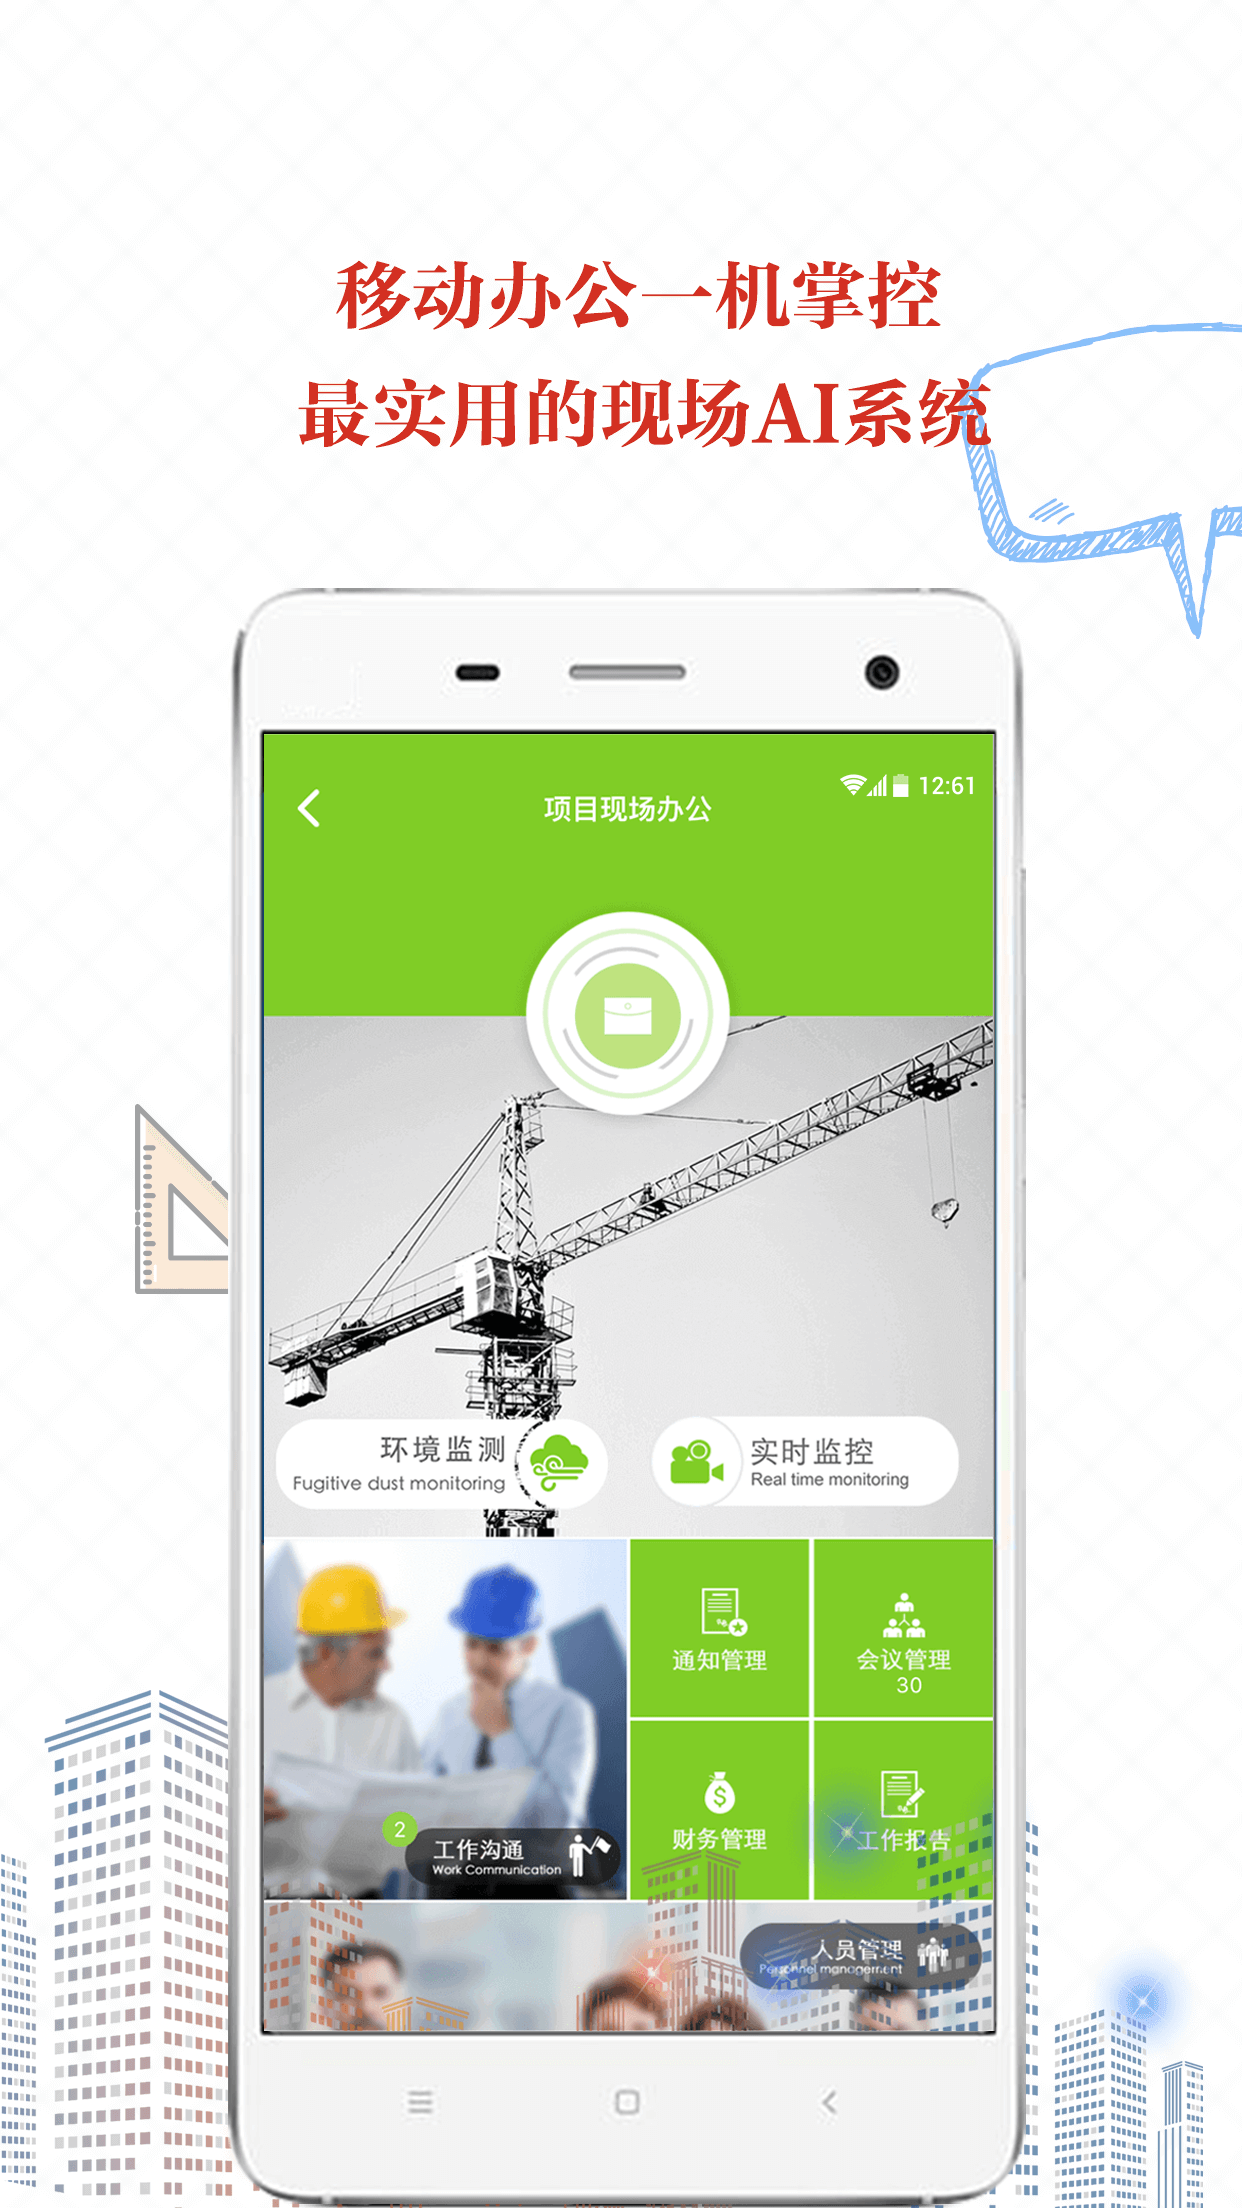 移动办公一机掌控
最实用的现场AI系统
12:61
项目现场办公
环境监测
Fugitive dust monitoring
实时监控
Real time monitoring
通知管理
会议管理
30
2
工作沟通
Work Communication
财务管理
工作报告
人员管理
Personnel management